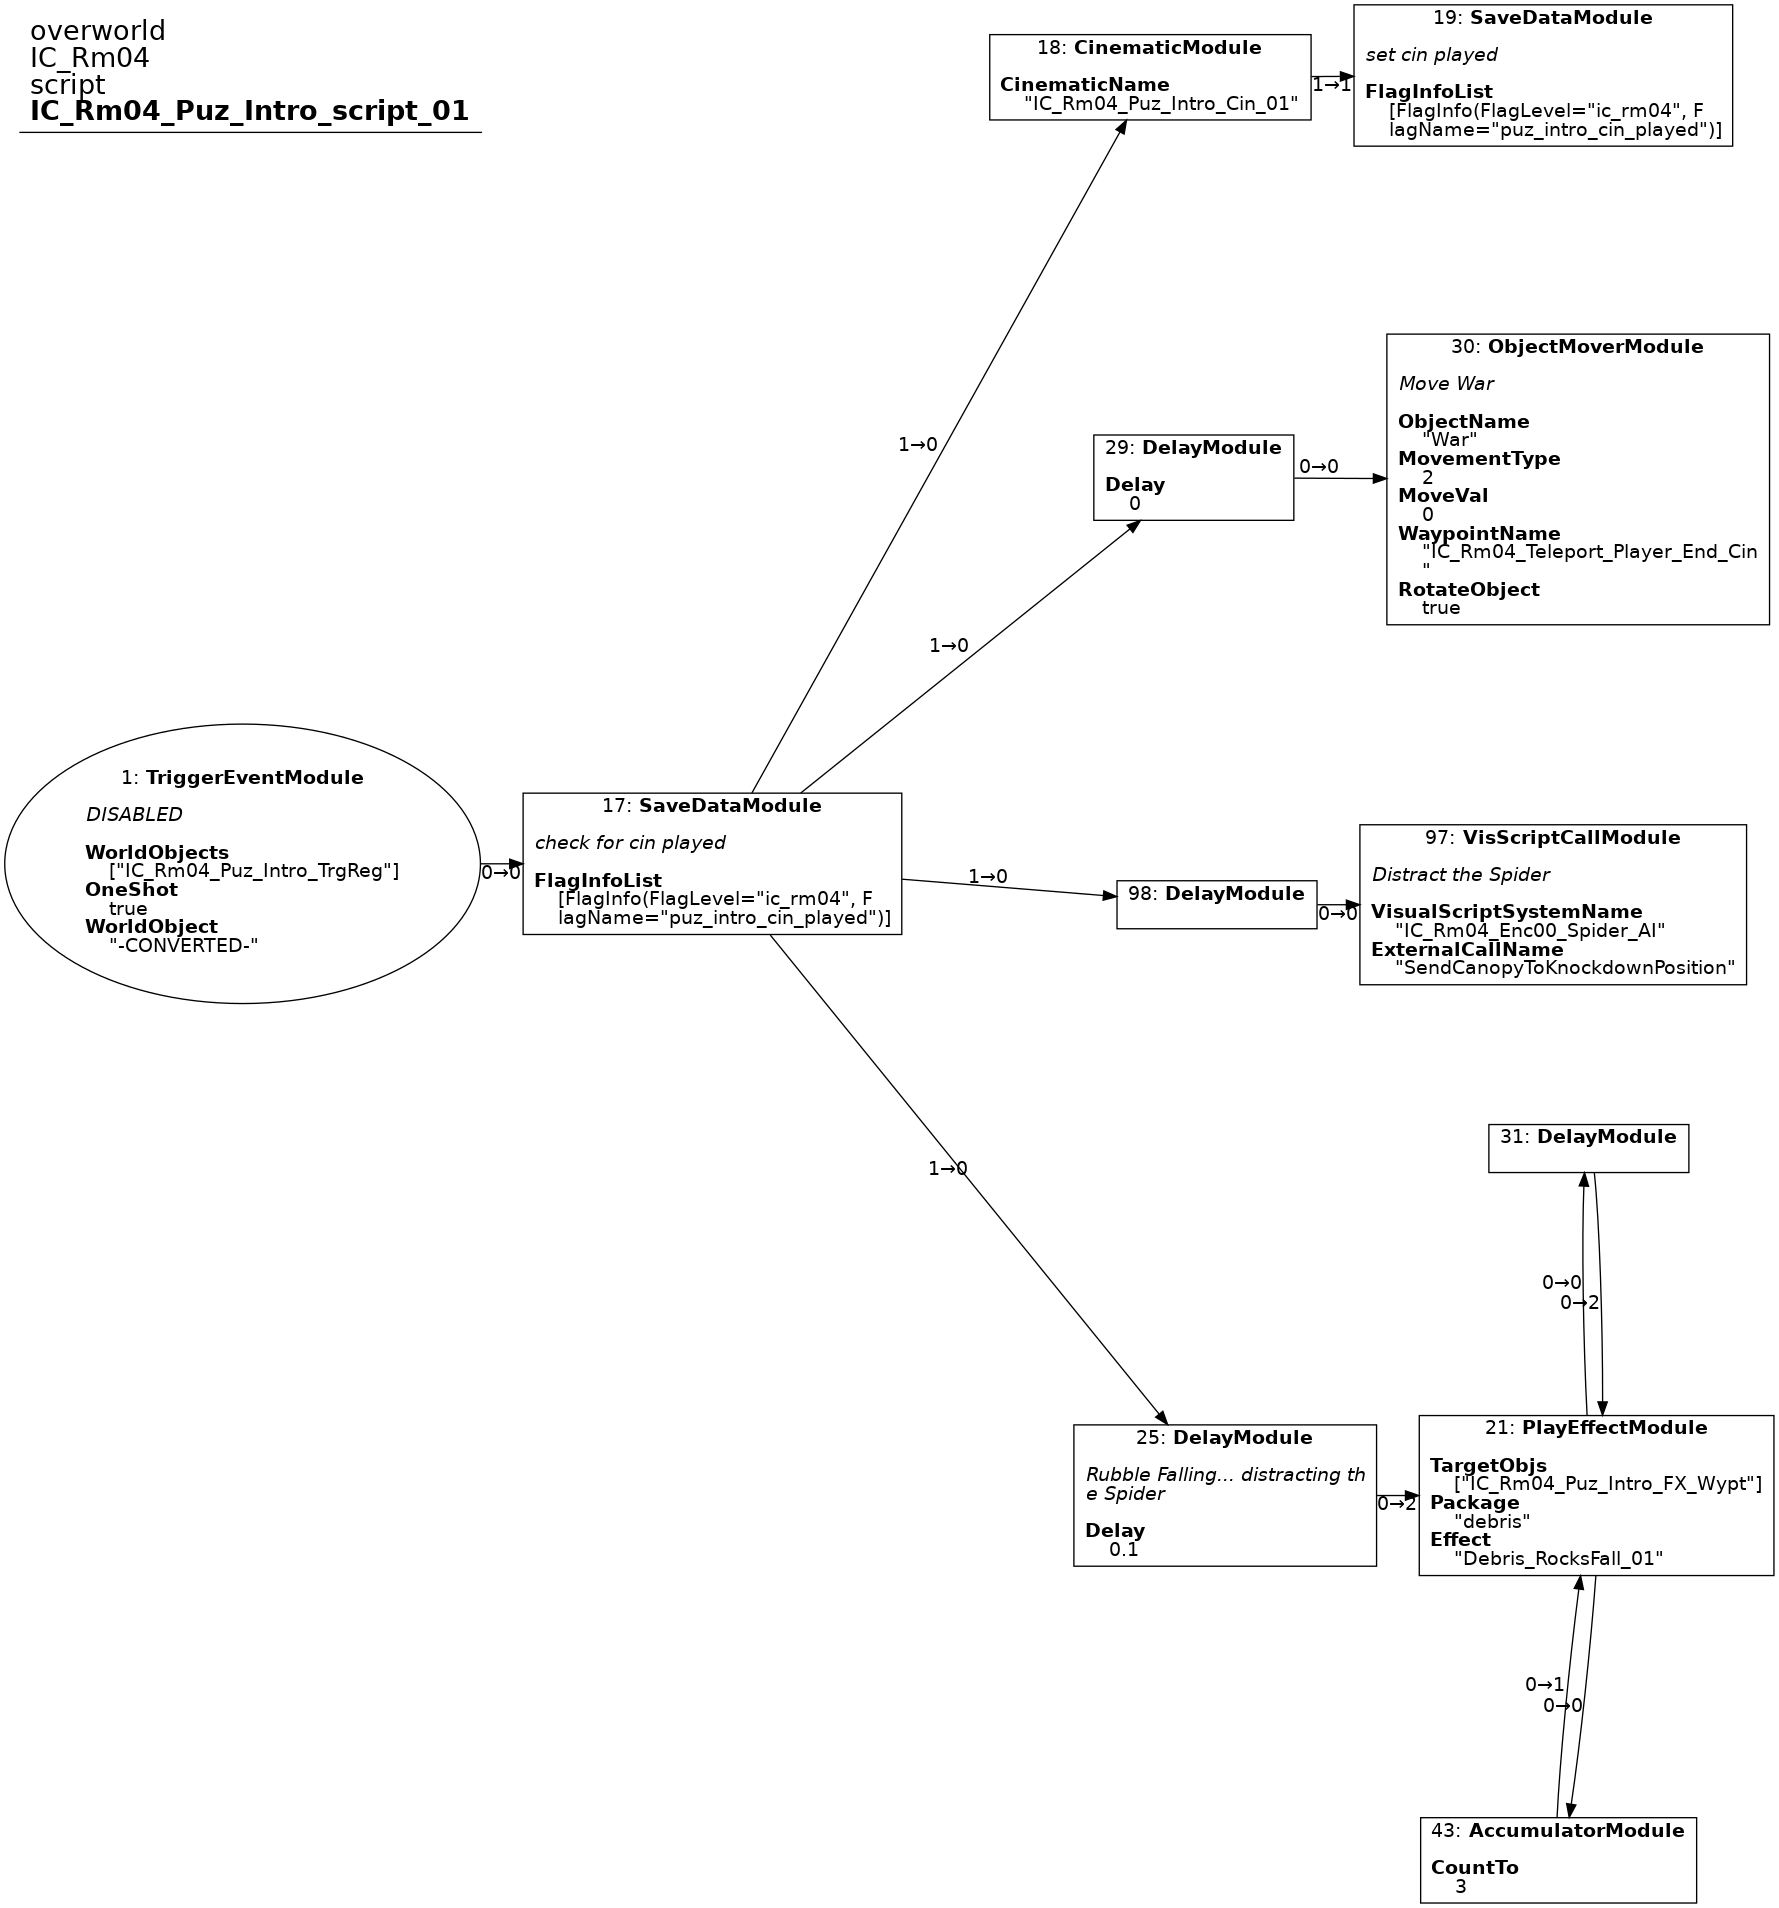 overworld
IC_Rm04
script
IC_Rm04_Puz_Intro_script_01
18: CinematicModule
CinematicName
"IC_Rm04_Puz_Intro_Cin_01"
1→1
19: SaveDataModule
set cin played
FlagInfoList
[FlagInfo(FlagLevel="ic_rm04", F
lagName="puz_intro_cin_played")]
1→0
29: DelayModule
Delay
0
0→0
30: ObjectMoverModule
Move War
ObjectName
"War"
MovementType
2
MoveVal
0
WaypointName
"IC_Rm04_Teleport_Player_End_Cin
"
RotateObject
true
1→0
1: TriggerEventModule
DISABLED
WorldObjects
["IC_Rm04_Puz_Intro_TrgReg"]
OneShot
true
WorldObject
"-CONVERTED-"
0→0
17: SaveDataModule
check for cin played
FlagInfoList
[FlagInfo(FlagLevel="ic_rm04", F
lagName="puz_intro_cin_played")]
1→0
98: DelayModule
0→0
97: VisScriptCallModule
Distract the Spider
VisualScriptSystemName
"IC_Rm04_Enc00_Spider_AI"
ExternalCallName
"SendCanopyToKnockdownPosition"
1→0
31: DelayModule
0→0
0→2
25: DelayModule
Rubble Falling... distracting th
e Spider
Delay
0.1
0→2
21: PlayEffectModule
TargetObjs
["IC_Rm04_Puz_Intro_FX_Wypt"]
Package
"debris"
Effect
"Debris_RocksFall_01"
0→1
0→0
43: AccumulatorModule
CountTo
3